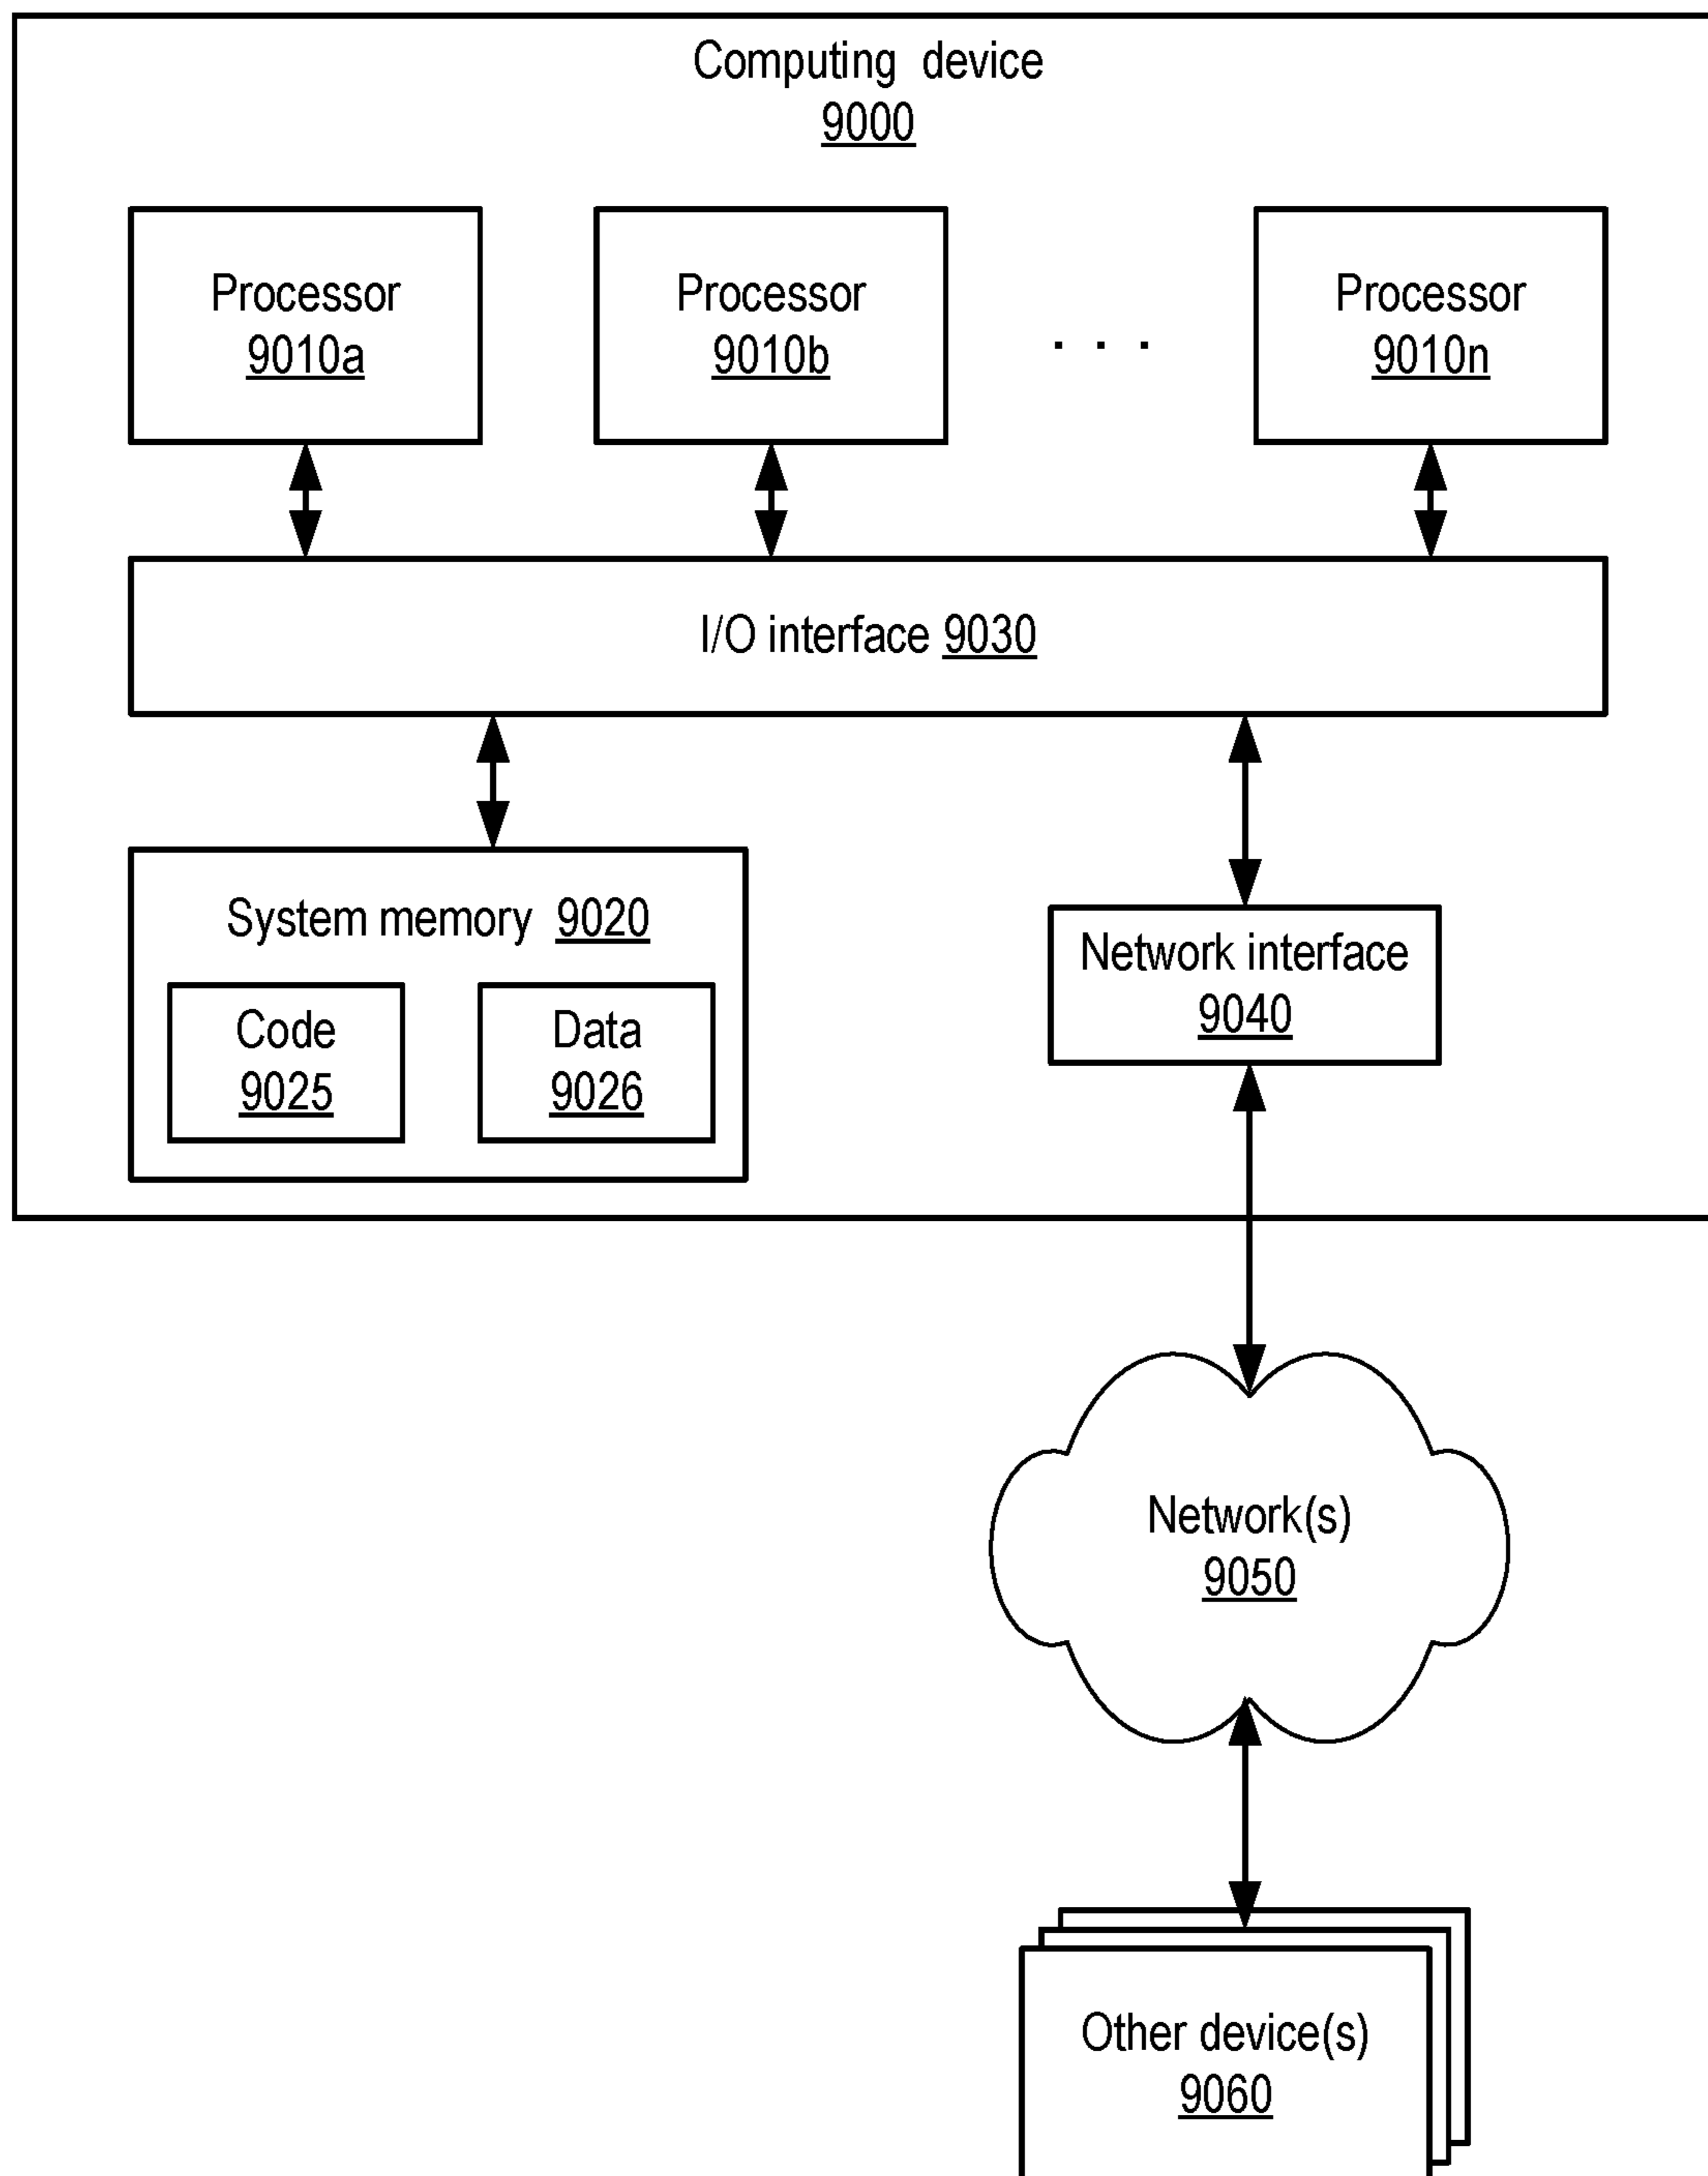 Computing device
9000
Processor
9010a
Processor
9010b
. . .
Processor
9010n
I/O interface 9030
System memory 9020
Code
9025
Data
9026
Network interface
9040
Network(s)
9050
Other device(s)
9060